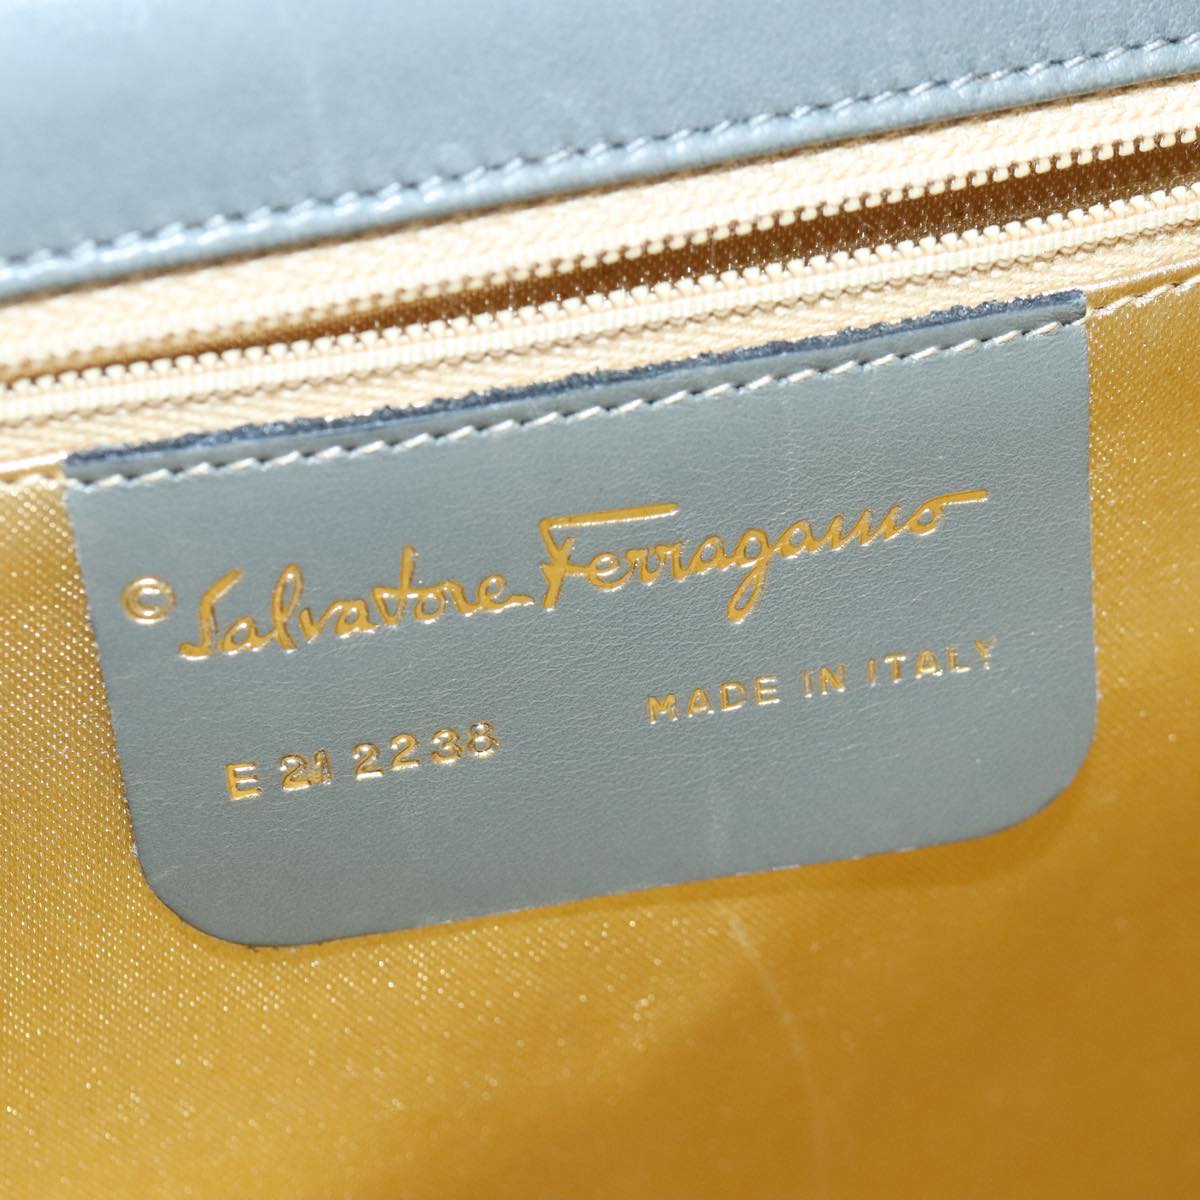 © Salvatore Ferragamo
E 21 2238
MADE IN ITALY